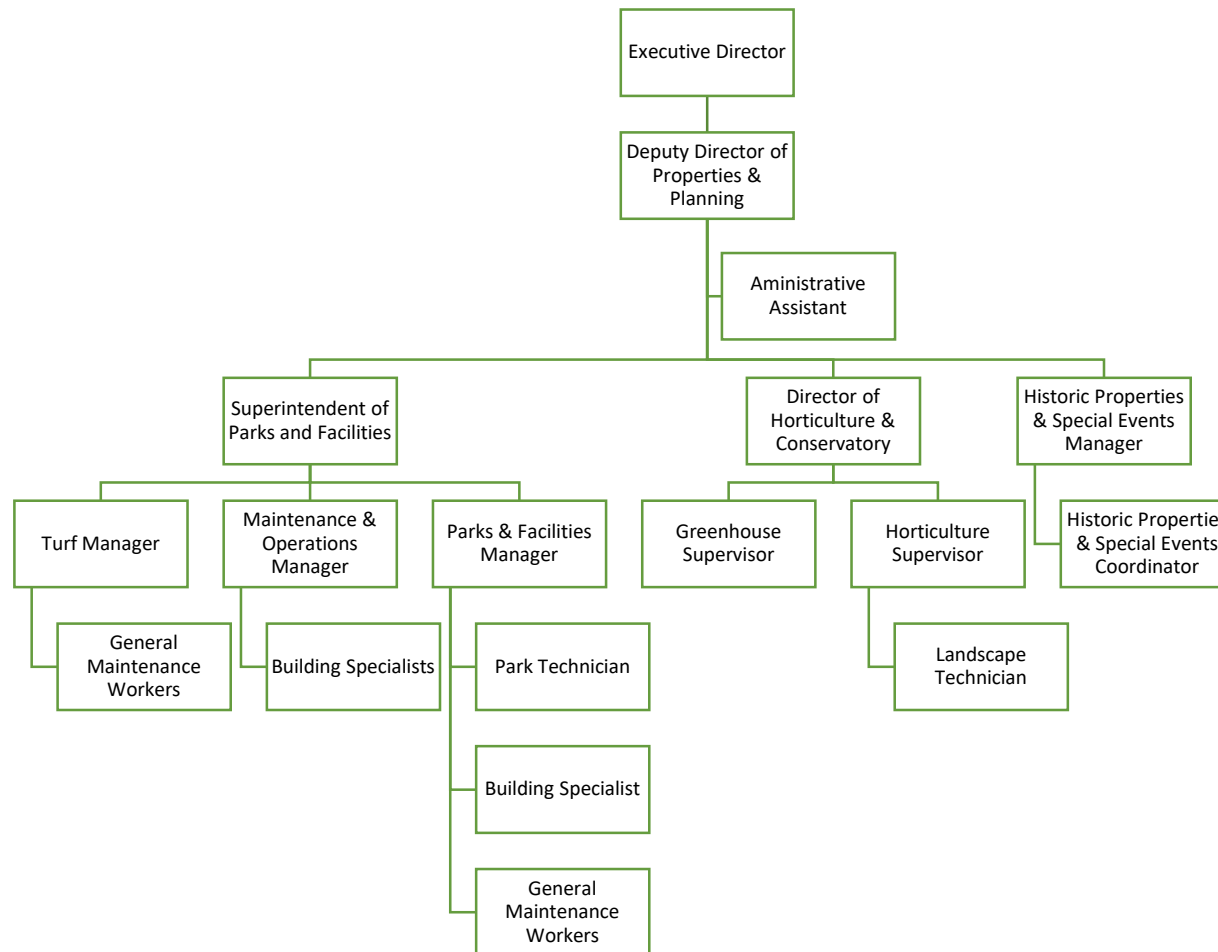 Executive Director
Deputy Director of
Properties &
Planning
Aministrative
Assistant
Superintendent of
Parks and Facilities
Director of
Horticulture &
Conservatory
Historic Properties
& Special Events
Manager
Turf Manager
Maintenance &
Operations
Manager
Parks & Facilities
Manager
Greenhouse
Supervisor
Horticulture
Supervisor
Historic Properties
& Special Events
Coordinator
General
Maintenance
Workers
Building Specialists
Park Technician
Landscape
Technician
Building Specialist
General
Maintenance
Workers